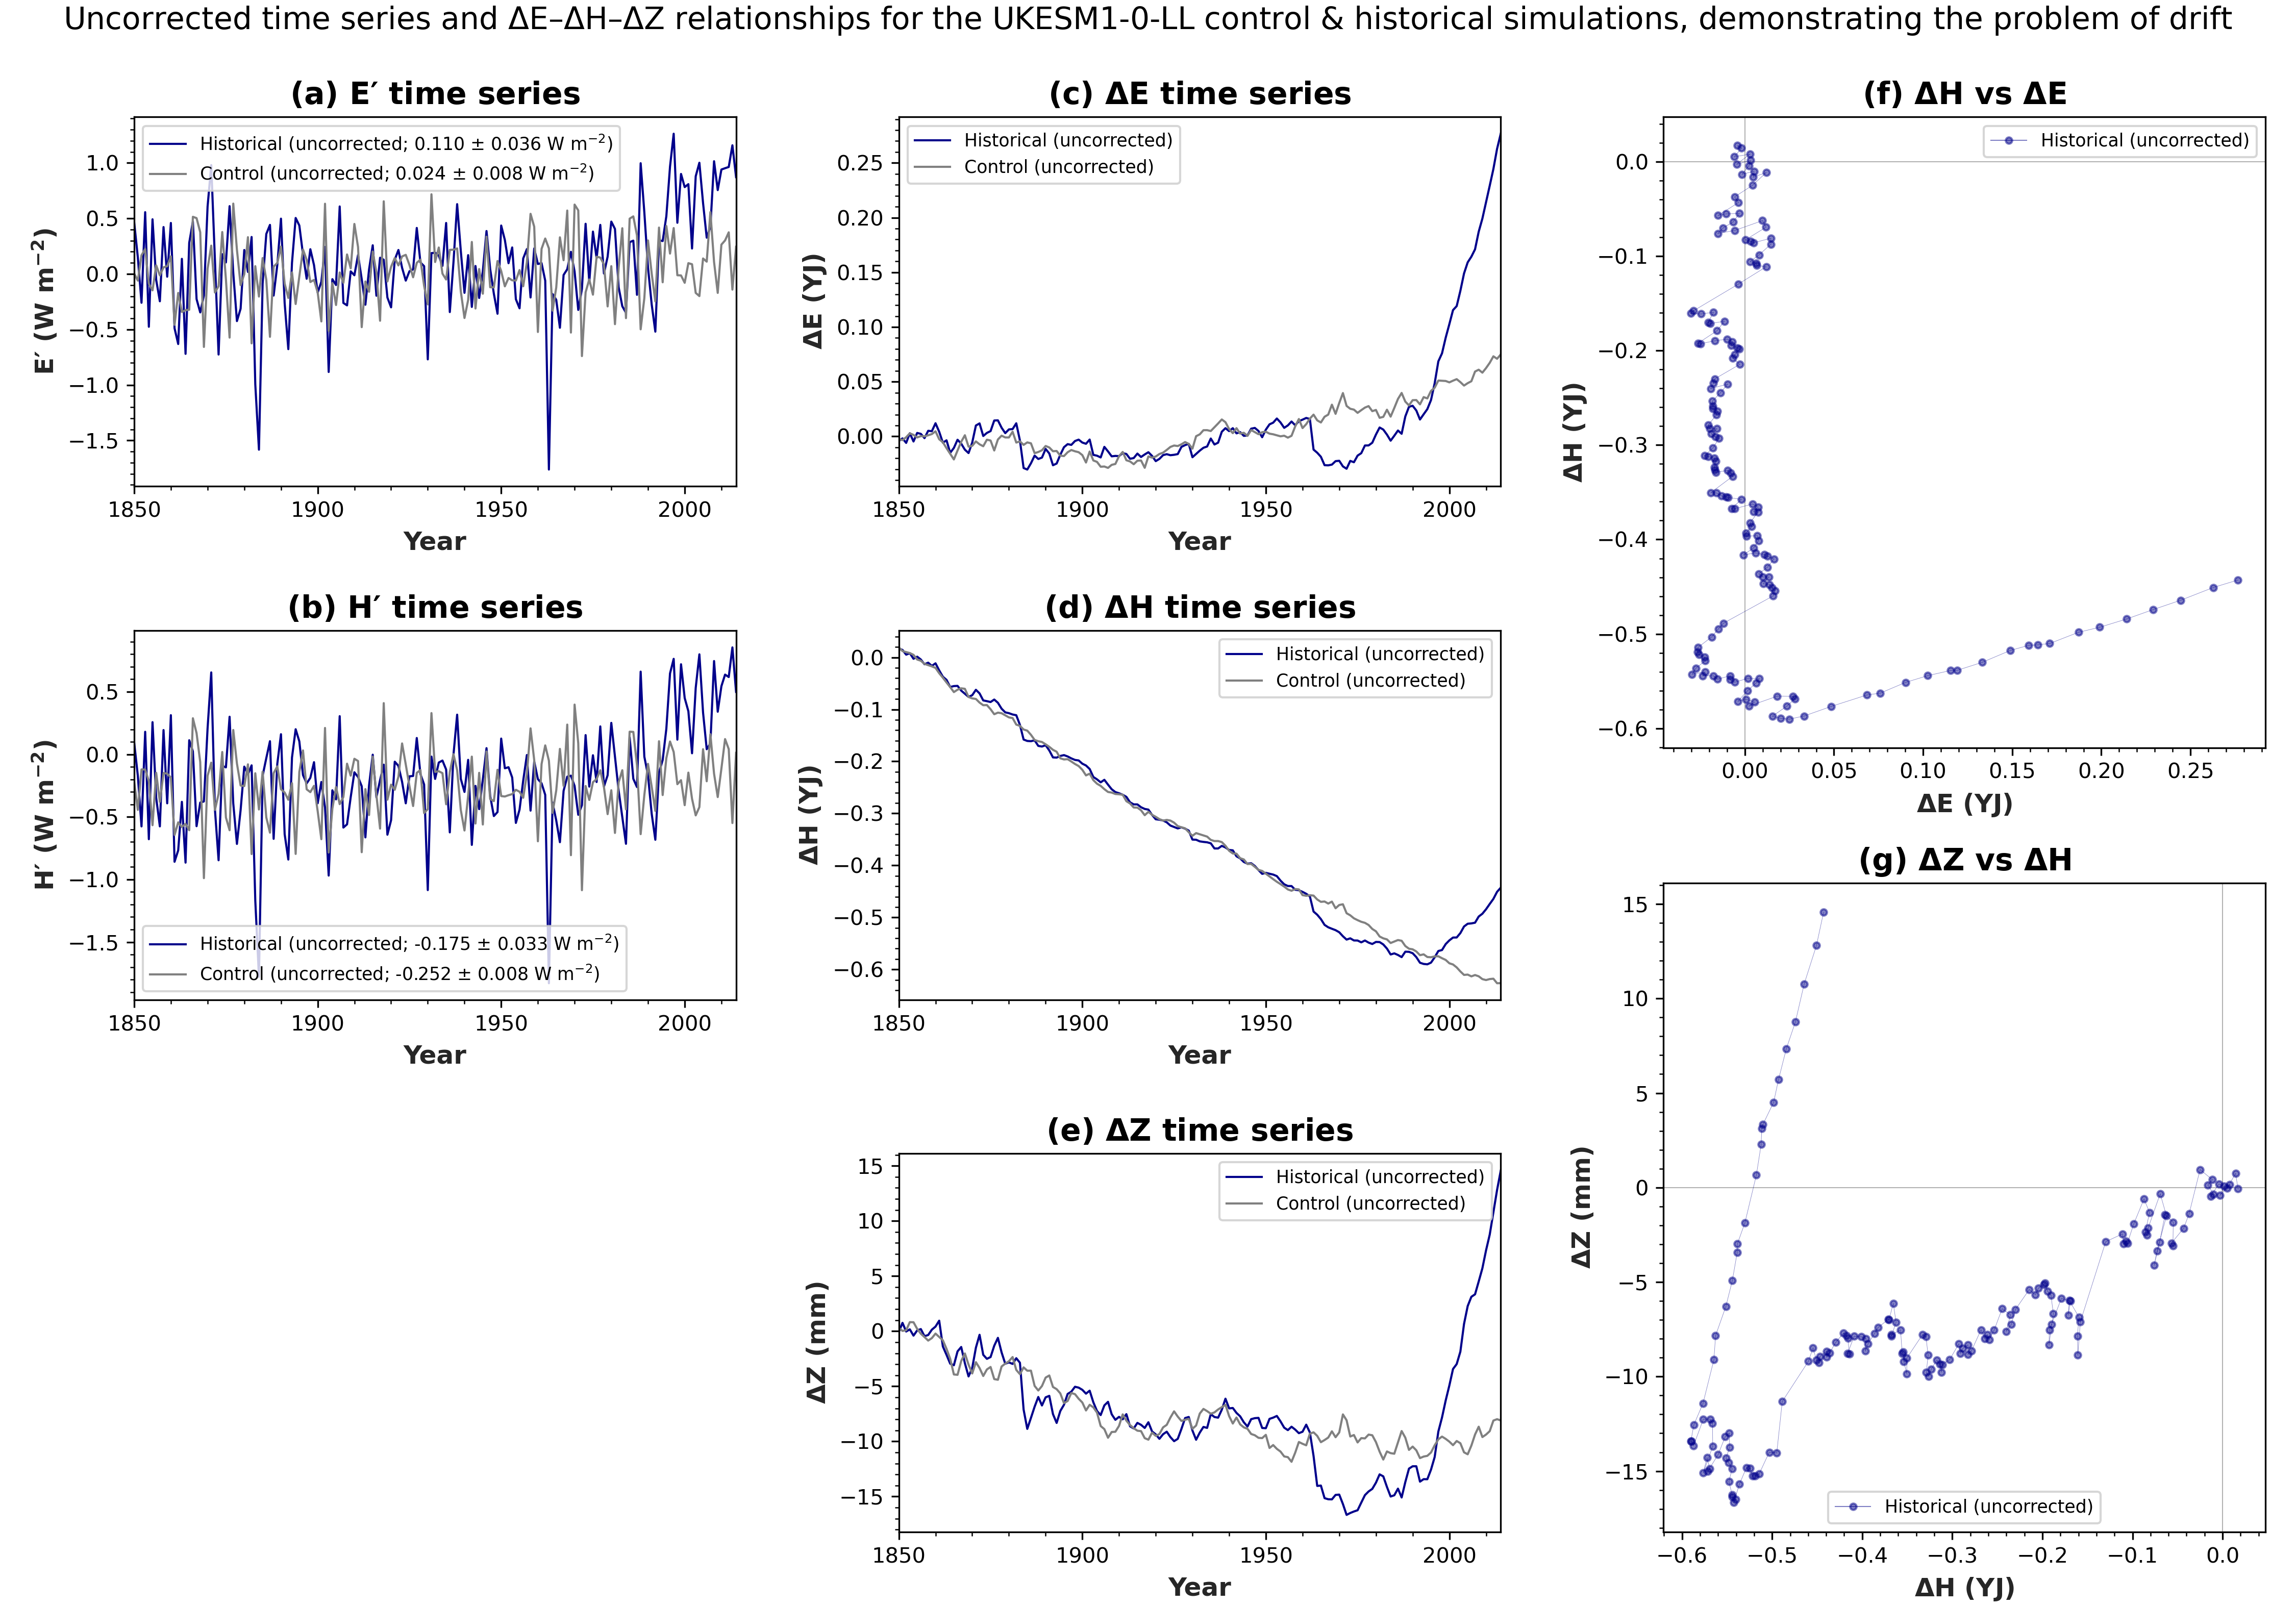 Uncorrected time series and ΔE–ΔH–ΔZ relationships for the UKESM1-0-LL control & historical simulations, demonstrating the problem of drift
(a) E′ time series
Historical (uncorrected; 0.110 ± 0.036 W m⁻²)
Control (uncorrected; 0.024 ± 0.008 W m⁻²)
1.0
0.5
0.0
−0.5
−1.0
−1.5
E′ (W m⁻²)
1850 1900 1950 2000
Year
(b) H′ time series
0.5
0.0
−0.5
−1.0
−1.5
H′ (W m⁻²)
Historical (uncorrected; -0.175 ± 0.033 W m⁻²)
Control (uncorrected; -0.252 ± 0.008 W m⁻²)
1850 1900 1950 2000
Year
(c) ΔE time series
Historical (uncorrected)
Control (uncorrected)
0.25
0.20
0.15
0.10
0.05
0.00
ΔE (YJ)
1850 1900 1950 2000
Year
(d) ΔH time series
Historical (uncorrected)
Control (uncorrected)
0.0
−0.1
−0.2
−0.3
−0.4
−0.5
−0.6
ΔH (YJ)
1850 1900 1950 2000
Year
(e) ΔZ time series
Historical (uncorrected)
Control (uncorrected)
15
10
5
0
−5
−10
−15
ΔZ (mm)
1850 1900 1950 2000
Year
(f) ΔH vs ΔE
Historical (uncorrected)
0.0
−0.1
−0.2
−0.3
−0.4
−0.5
−0.6
ΔH (YJ)
0.00 0.05 0.10 0.15 0.20 0.25
ΔE (YJ)
(g) ΔZ vs ΔH
15
10
5
0
−5
−10
−15
ΔZ (mm)
Historical (uncorrected)
−0.6 −0.5 −0.4 −0.3 −0.2 −0.1 0.0
ΔH (YJ)